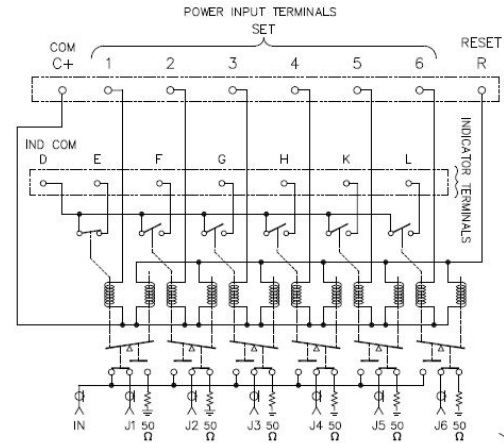 POWER INPUT TERMINALS
SET
COM
C+ 1 2 3 4 5 6 RESET
R
IND COM
D E F G H K L
INDICATOR TERMINALS
IN J1 50 Ω J2 50 Ω J3 50 Ω J4 50 Ω J5 50 Ω J6 50 Ω